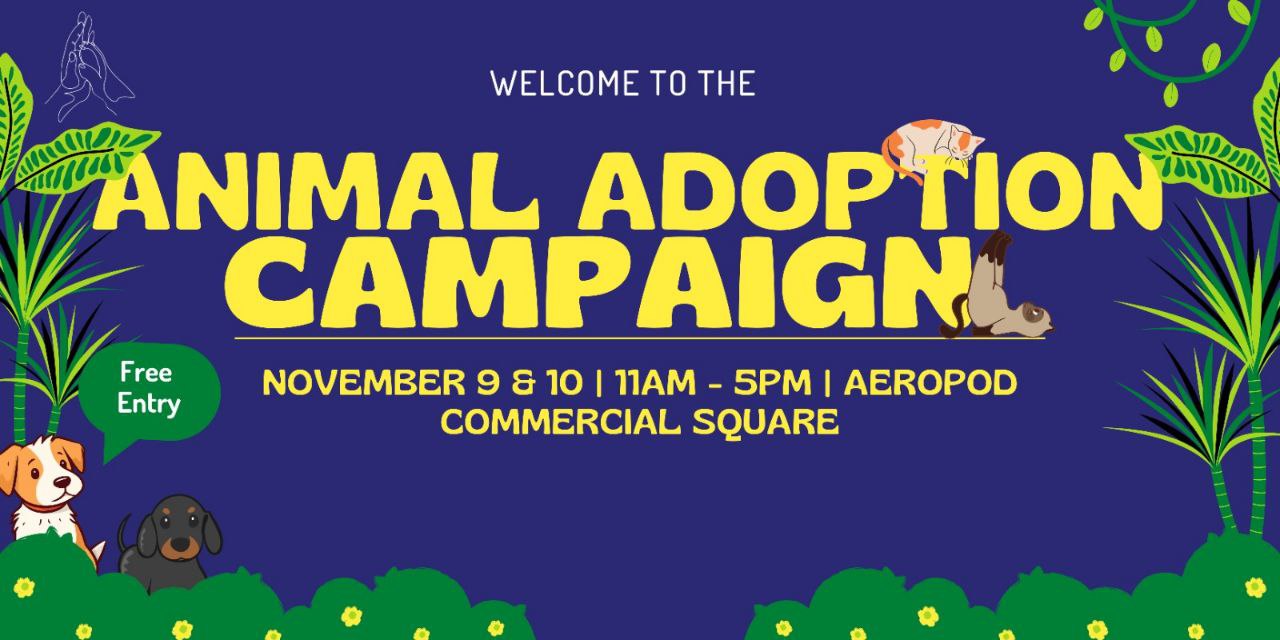 WELCOME TO THE
ANIMAL ADOPTION
CAMPAIGN
Free
Entry
NOVEMBER 9 & 10 | 11AM - 5PM | AEROPOD
COMMERCIAL SQUARE